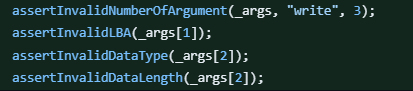 assertInvalidNumberOfArgument(_args, "write", 3);
assertInvalidLBA(_args[1]);
assertInvalidDataType(_args[2]);
assertInvalidDataLength(_args[2]);